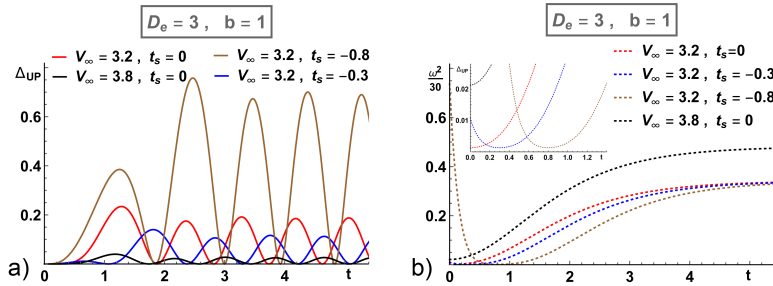 D_e = 3 , b = 1
V_∞ = 3.2 , t_s = 0
V_∞ = 3.2 , t_s = −0.8
V_∞ = 3.8 , t_s = 0
V_∞ = 3.2 , t_s = −0.3
Δ_UP
0.6
0.4
0.2
0 1 2 3 4 t
a)
D_e = 3 , b = 1
V_∞ = 3.2 , t_s=0
V_∞ = 3.2 , t_s= −0.3
V_∞ = 3.2 , t_s= −0.8
V_∞ = 3.8 , t_s = 0
ω²
30
0.6
0.4
0.2
0 1 2 3 4 t
b)
Δ_UP
0.02
0.01
0.0 0.2 0.4 0.6 0.8 1.0 1.2 t